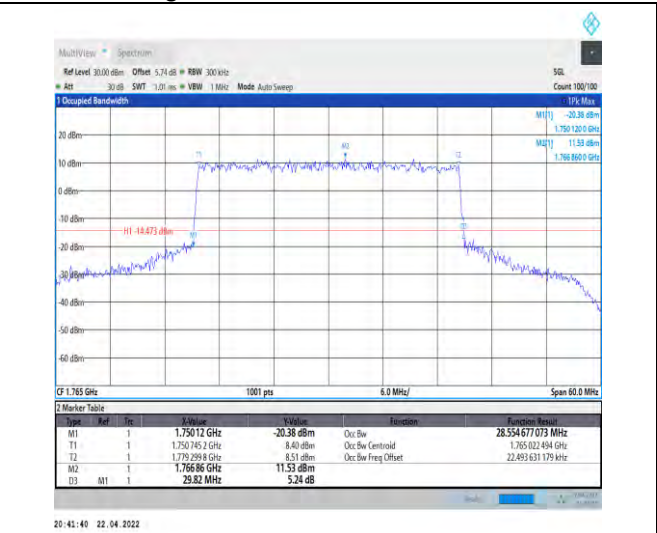 MultiView Spectrum
Ref Level 30.00 dBm Offset 5.74 dB RBW 300 kHz SGL
Att 30 dB SWT 1.01 ms VBW 1 MHz Mode Auto Sweep Count 100/100
1 Occupied Bandwidth 1Pk Max
M1[1] -20.38 dBm
1.750 120 0 GHz
M2[1] 11.53 dBm
1.766 860 0 GHz
20 dBm
M2
T1 T2
10 dBm
0 dBm
-10 dBm
H1 -14.473 dBm
M1
D3
-20 dBm
-30 dBm
-40 dBm
-50 dBm
-60 dBm
CF 1.765 GHz 1001 pts 6.0 MHz/ Span 60.0 MHz
2 Marker Table
Type Ref Trc X-Value Y-Value Function Function Result
M1 1 1.75012 GHz -20.38 dBm Occ Bw 28.554 677 073 MHz
T1 1 1.750 745 2 GHz 8.40 dBm Occ Bw Centroid 1.765 022 494 GHz
T2 1 1.779 299 8 GHz 8.51 dBm Occ Bw Freq Offset 22.493 631 179 kHz
M2 1 1.766 86 GHz 11.53 dBm
D3 M1 1 29.82 MHz 5.24 dB
20:41:40 22.04.2022